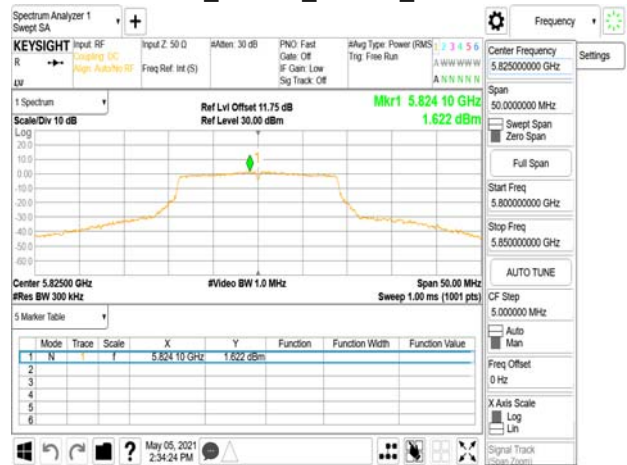 Spectrum Analyzer 1
Swept SA
Frequency
KEYSIGHT Input: RF Input Z: 50 Ω #Atten: 30 dB PNO: Fast #Avg Type: Power (RMS 1 2 3 4 5 6
R Coupling: DC Gate: Off Trig: Free Run A W W W W W
Align: Auto/No RF Freq Ref: Int (S) IF Gain: Low
Sig Track: Off A N N N N N
Center Frequency
5.825000000 GHz
Settings
1 Spectrum
Ref Lvl Offset 11.75 dB Mkr1 5.824 10 GHz
Scale/Div 10 dB Ref Level 30.00 dBm 1.622 dBm
Log
20.0
10.0
0.00
-10.0
-20.0
-30.0
-40.0
-50.0
-60.0
1
Center 5.82500 GHz #Video BW 1.0 MHz Span 50.00 MHz
#Res BW 300 kHz Sweep 1.00 ms (1001 pts)
Span
50.0000000 MHz
Swept Span
Zero Span
Full Span
Start Freq
5.800000000 GHz
Stop Freq
5.850000000 GHz
AUTO TUNE
CF Step
5.000000 MHz
Auto
Man
Freq Offset
0 Hz
X Axis Scale
Log
Lin
Signal Track
(Span Zoom)
5 Marker Table
Mode Trace Scale X Y Function Function Width Function Value
1 N 1 f 5.824 10 GHz 1.622 dBm
2
3
4
5
6
May 05, 2021
2:34:24 PM